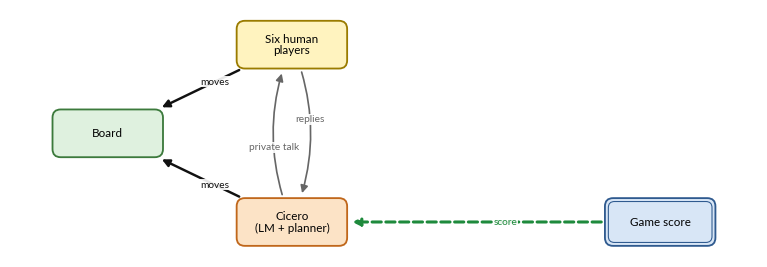 Six human
players
moves
replies
Board
private talk
moves
Cicero
(LM + planner)
score
Game score